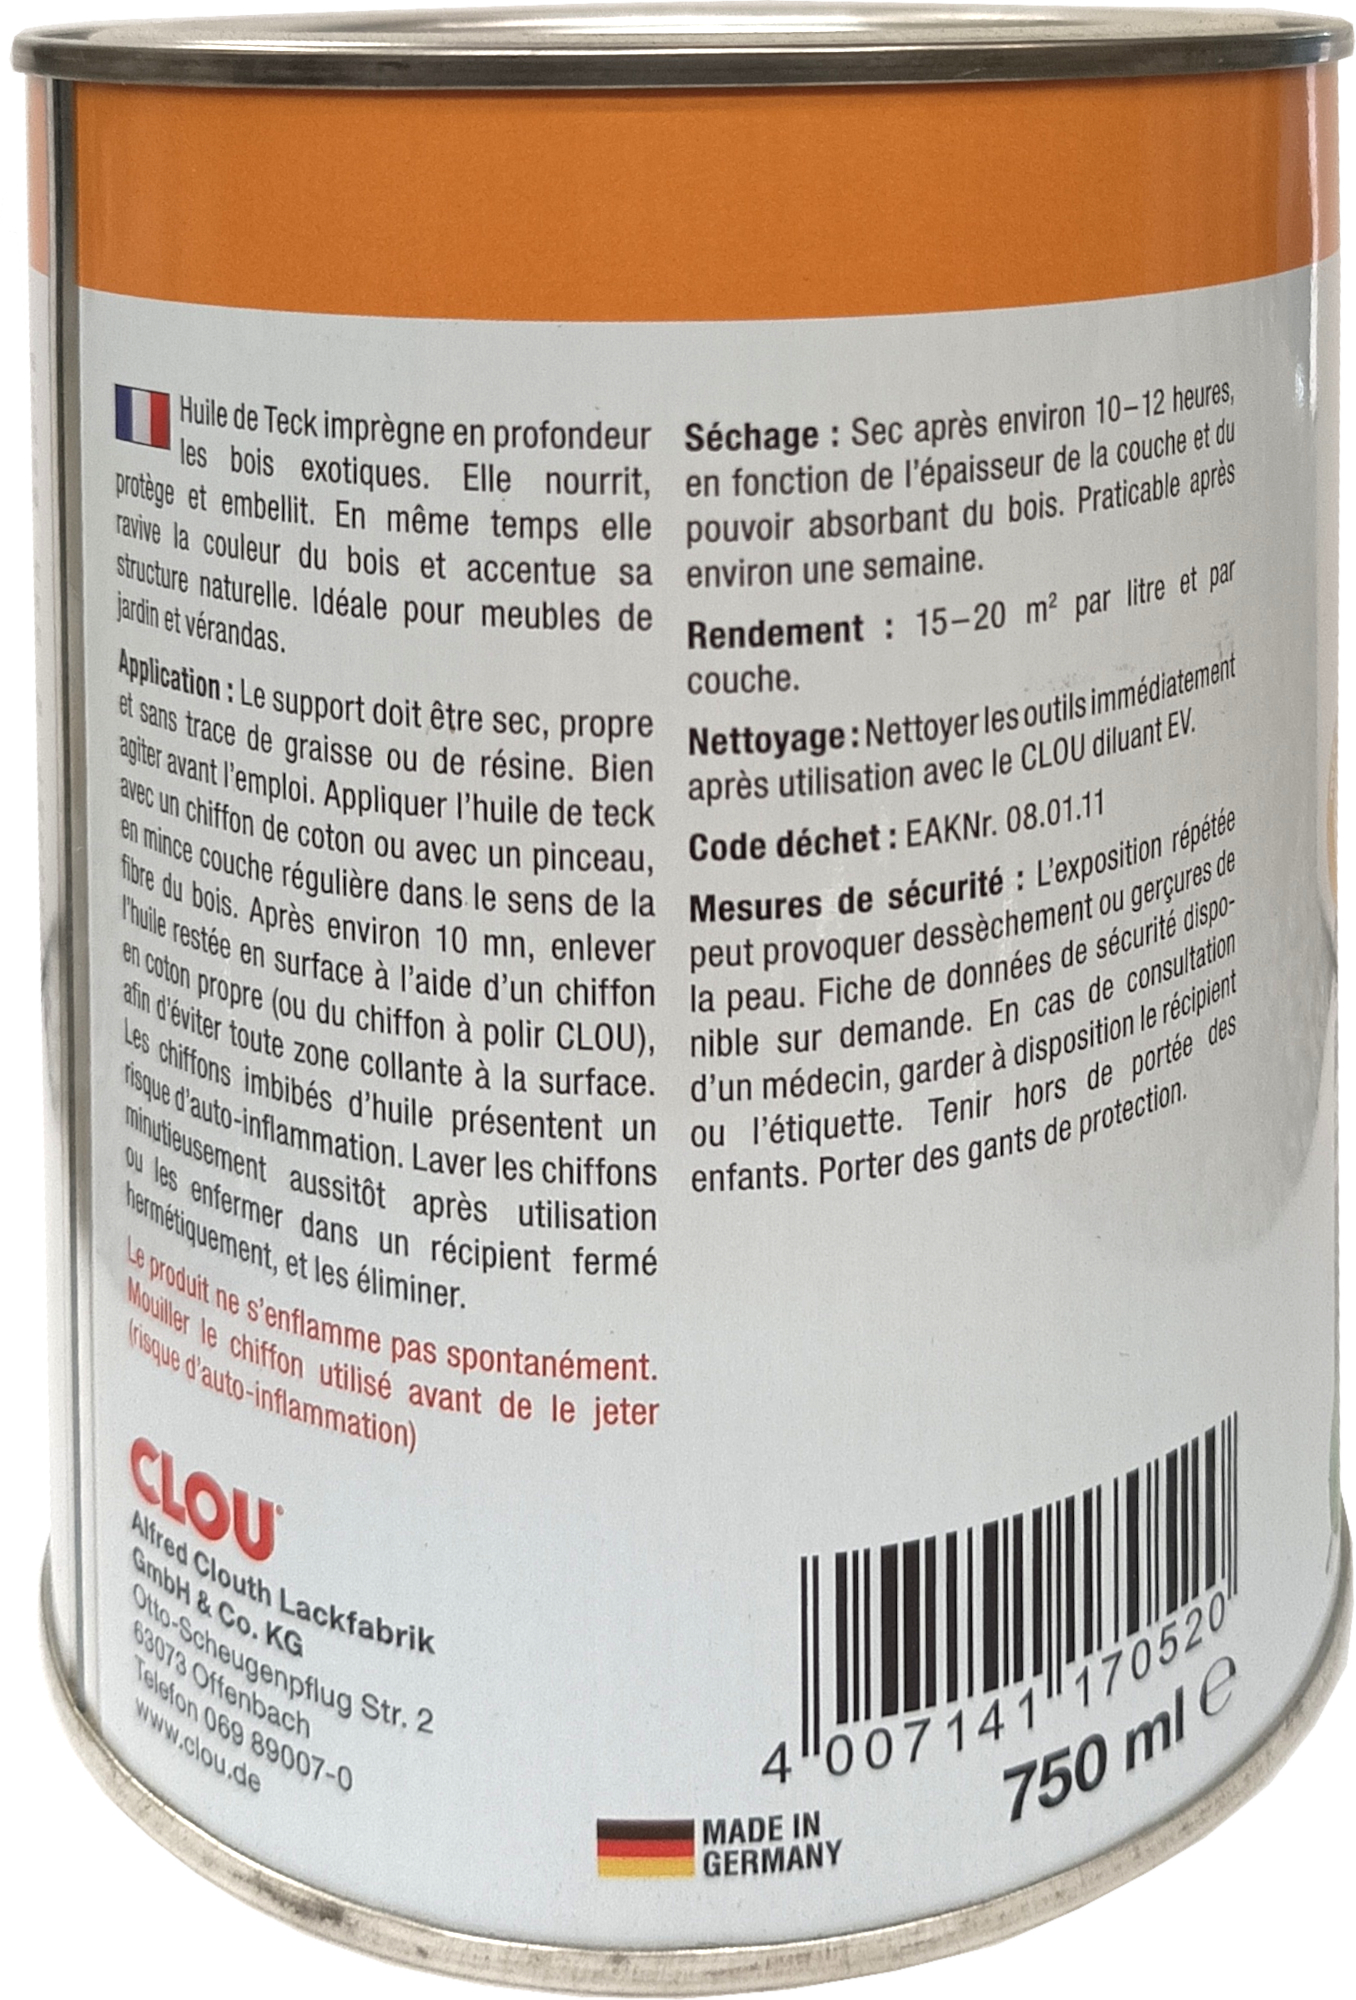 Huile de Teck imprègne en profondeur
les bois exotiques. Elle nourrit,
protège et embellit. En même temps elle
ravive la couleur du bois et accentue sa
structure naturelle. Idéale pour meubles de
jardin et vérandas.
Application : Le support doit être sec, propre
et sans trace de graisse ou de résine. Bien
agiter avant l'emploi. Appliquer l'huile de teck
avec un chiffon de coton ou avec un pinceau,
en mince couche régulière dans le sens de la
fibre du bois. Après environ 10 mn, enlever
l'huile restée en surface à l'aide d'un chiffon
en coton propre (ou du chiffon à polir CLOU),
afin d'éviter toute zone collante à la surface.
Les chiffons imbibés d'huile présentent un
risque d'auto-inflammation. Laver les chiffons
minutieusement aussitôt après utilisation
ou les enfermer dans un récipient fermé
hermétiquement, et les éliminer.
Le produit ne s'enflamme pas spontanément.
Mouiller le chiffon utilisé avant de le jeter
(risque d'auto-inflammation)
CLOU®
Alfred Clouth Lackfabrik
GmbH & Co. KG
Otto-Scheugenpflug Str. 2
63073 Offenbach
Telefon 069 89007-0
www.clou.de
Séchage : Sec après environ 10–12 heures,
en fonction de l'épaisseur de la couche et du
pouvoir absorbant du bois. Praticable après
environ une semaine.
Rendement : 15–20 m² par litre et par
couche.
Nettoyage : Nettoyer les outils immédiatement
après utilisation avec le CLOU diluant EV.
Code déchet : EAKNr. 08.01.11
Mesures de sécurité : L'exposition répétée
peut provoquer dessèchement ou gerçures de
la peau. Fiche de données de sécurité dispo-
nible sur demande. En cas de consultation
d'un médecin, garder à disposition le récipient
ou l'étiquette. Tenir hors de portée des
enfants. Porter des gants de protection.
4 007141 170520
750 ml ℮
MADE IN
GERMANY